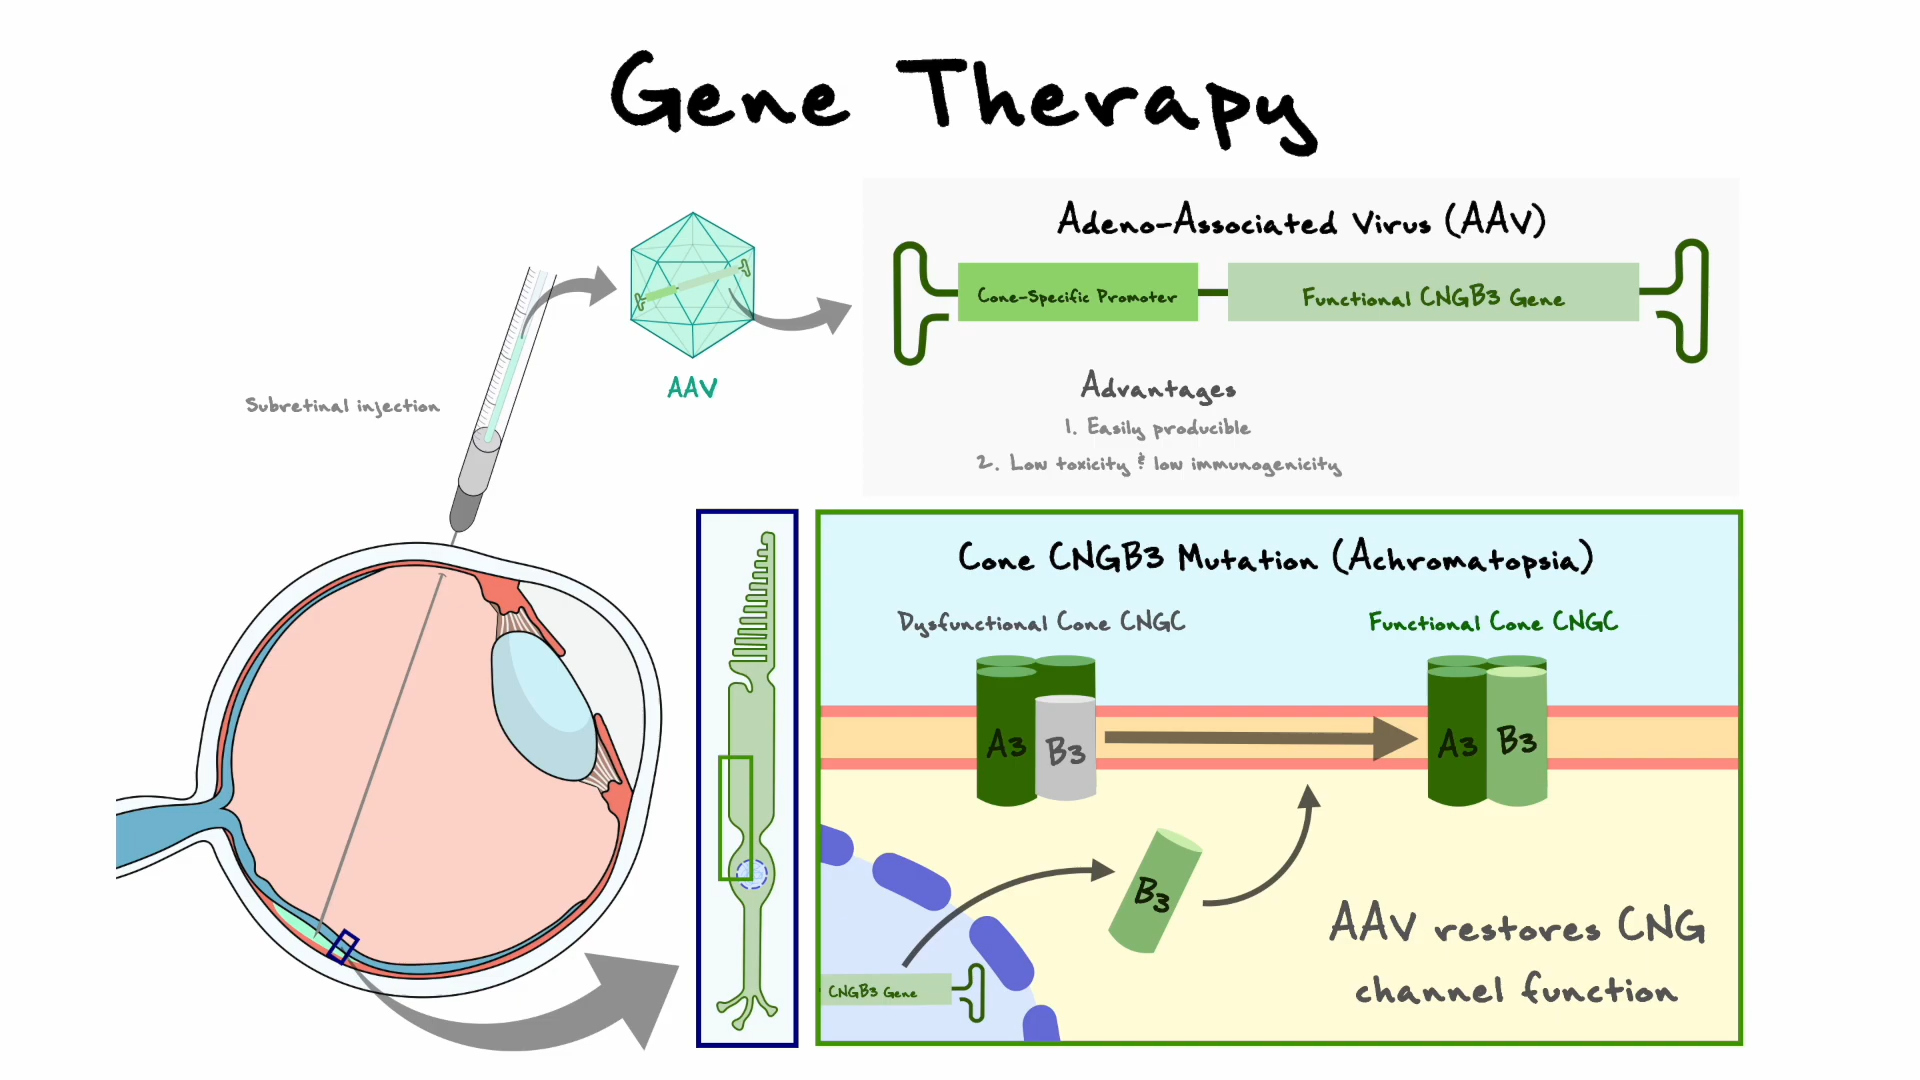 Gene Therapy
Adeno-Associated Virus (AAV)
Cone-Specific Promoter
Functional CNGB3 Gene
AAV
Advantages
1. Easily producible
2. Low toxicity & low immunogenicity
Subretinal injection
Cone CNGB3 Mutation (Achromatopsia)
Dysfunctional Cone CNGC
Functional Cone CNGC
A3
B3
A3
B3
B3
AAV restores CNG
channel function
CNGB3 Gene